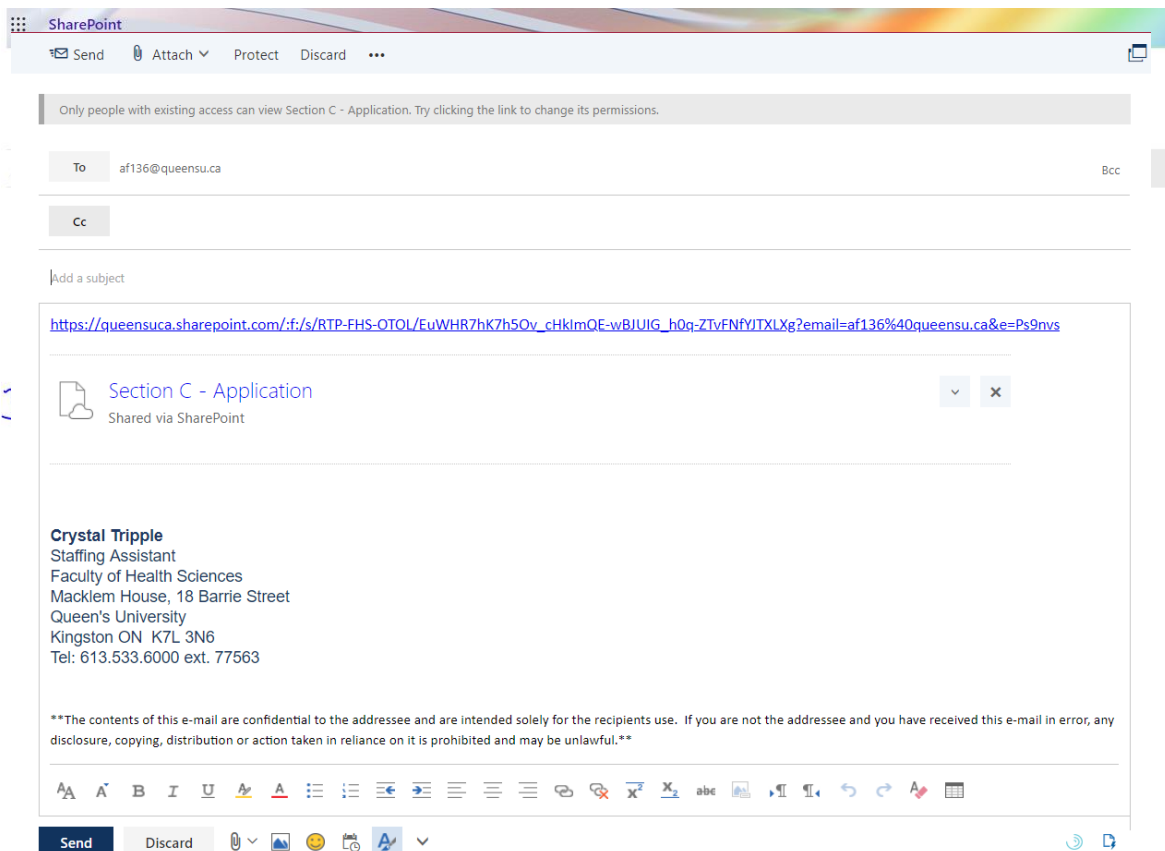 SharePoint
Send Attach Protect Discard
Only people with existing access can view Section C - Application. Try clicking the link to change its permissions.
To af136@queensu.ca Bcc
Cc
Add a subject
https://queensuca.sharepoint.com/:f:/s/RTP-FHS-OTOL/EuWHR7hK7h5Ov_cHkImQE-wBJUIG_h0q-ZTvFNfYJTXLXg?email=af136%40queensu.ca&e=Ps9nvs
Section C - Application
Shared via SharePoint
Crystal Tripple
Staffing Assistant
Faculty of Health Sciences
Macklem House, 18 Barrie Street
Queen's University
Kingston ON  K7L 3N6
Tel: 613.533.6000 ext. 77563
**The contents of this e-mail are confidential to the addressee and are intended solely for the recipients use.  If you are not the addressee and you have received this e-mail in error, any
disclosure, copying, distribution or action taken in reliance on it is prohibited and may be unlawful.**
AA A B I U A A x² x₂ abc
Send Discard